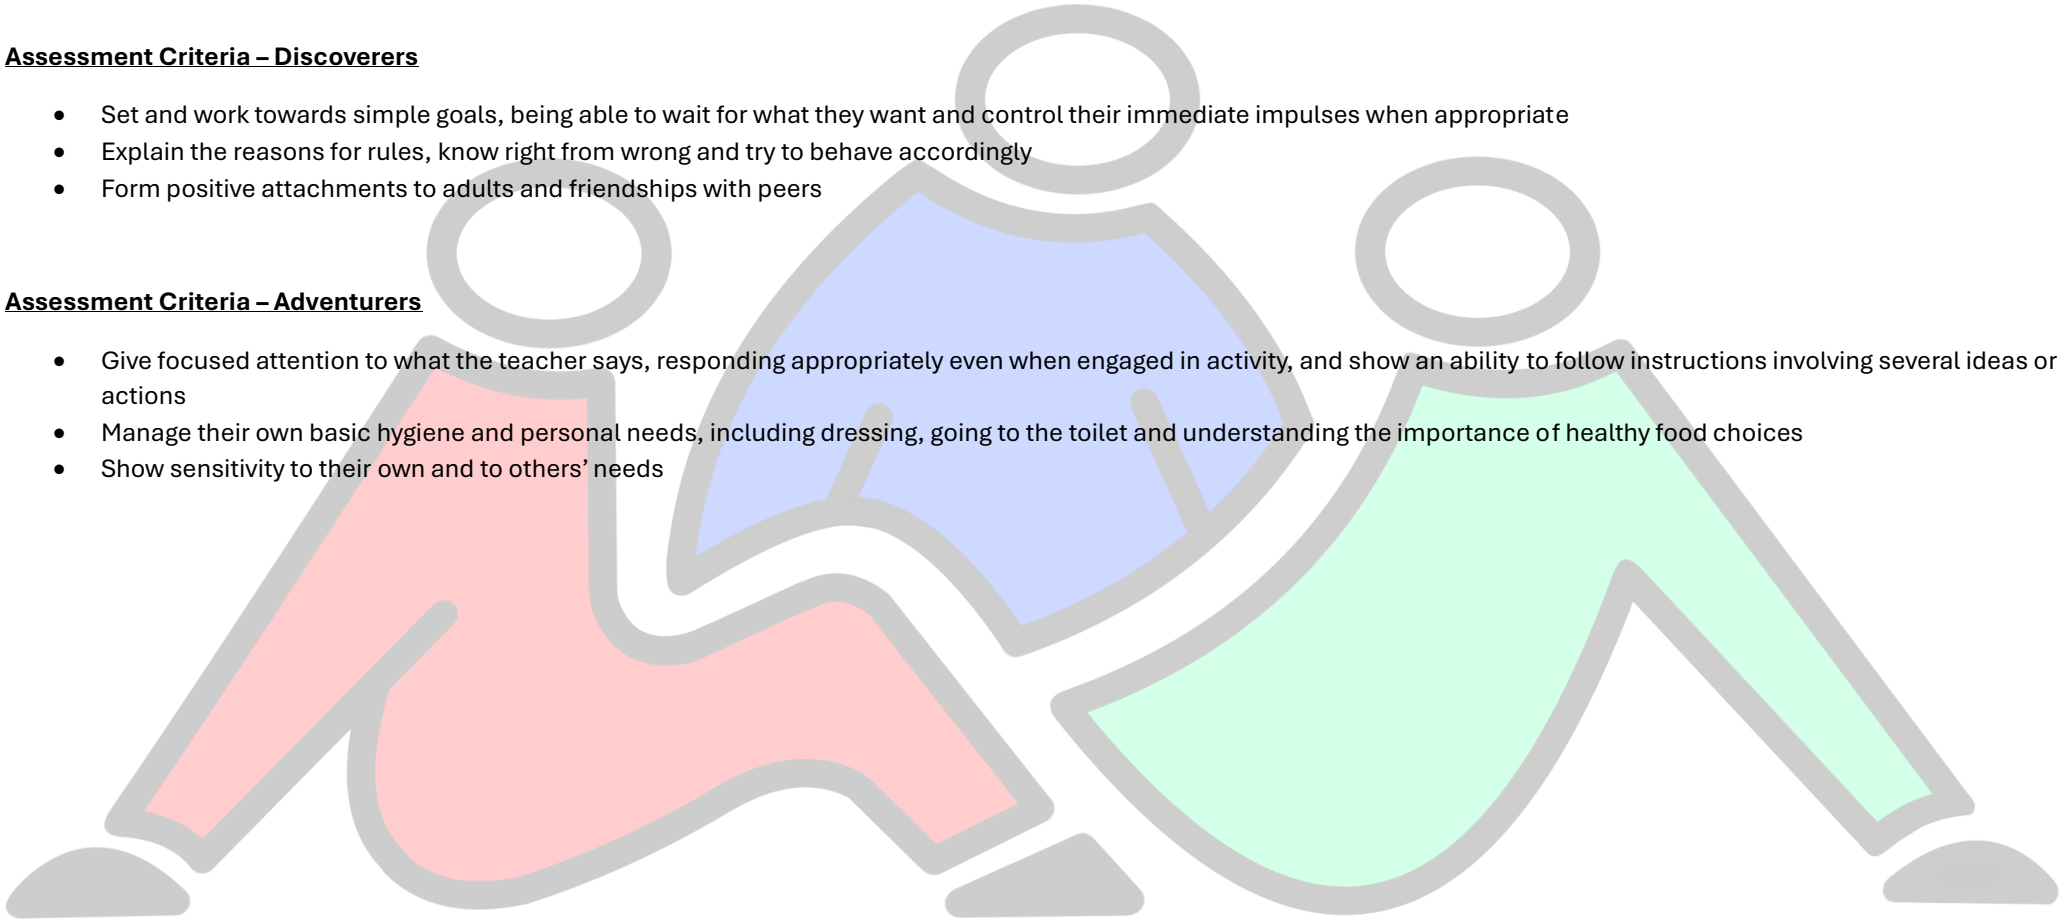 Assessment Criteria – Discoverers
• Set and work towards simple goals, being able to wait for what they want and control their immediate impulses when appropriate
• Explain the reasons for rules, know right from wrong and try to behave accordingly
• Form positive attachments to adults and friendships with peers
Assessment Criteria – Adventurers
• Give focused attention to what the teacher says, responding appropriately even when engaged in activity, and show an ability to follow instructions involving several ideas or
actions
• Manage their own basic hygiene and personal needs, including dressing, going to the toilet and understanding the importance of healthy food choices
• Show sensitivity to their own and to others’ needs